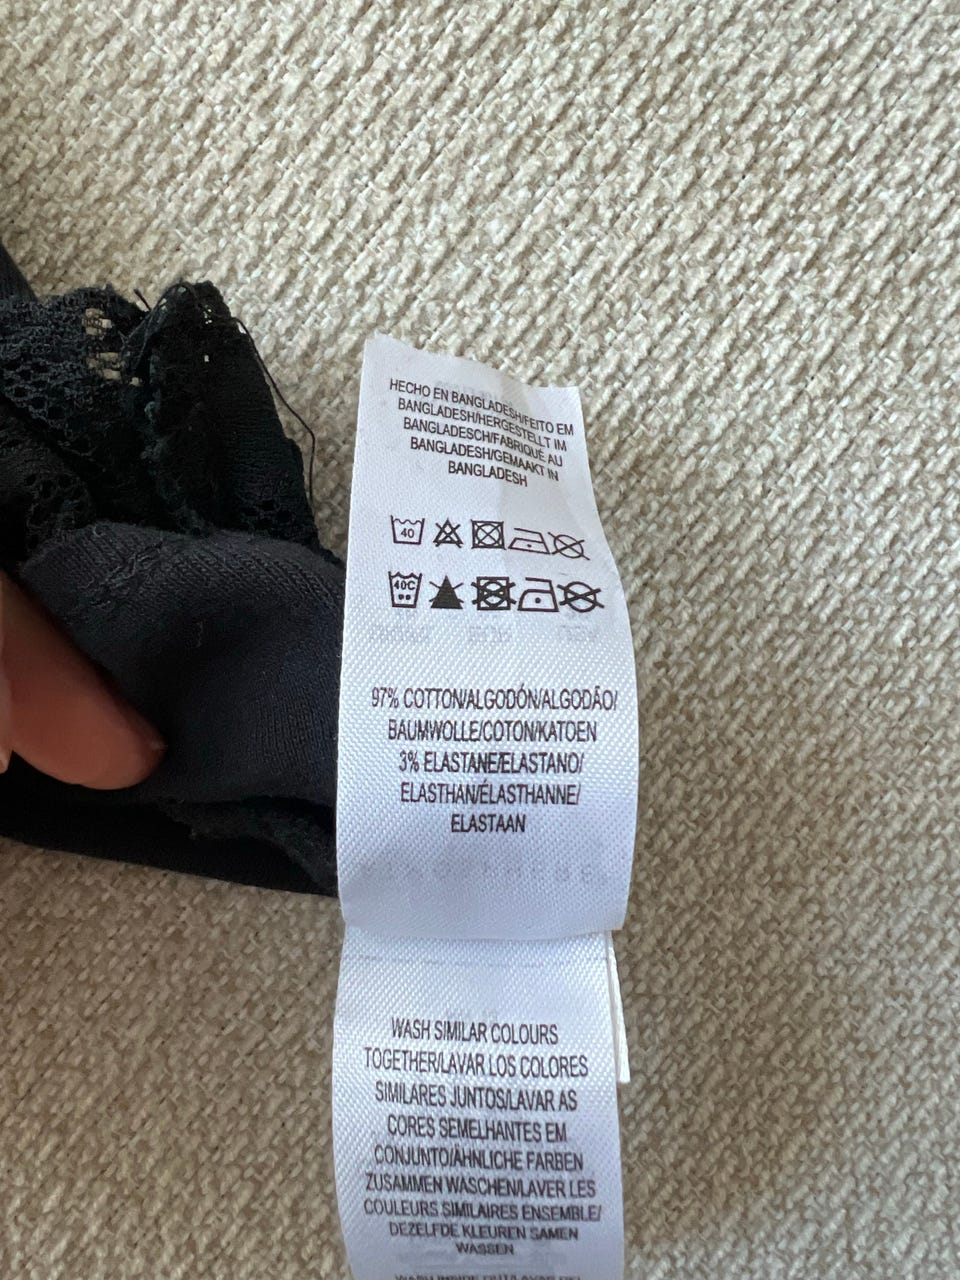 HECHO EN BANGLADESH/FEITO EM
BANGLADESH/HERGESTELLT IM
BANGLADESCH/FABRIQUÉ AU
BANGLADESH/GEMAAKT IN
BANGLADESH
40
40C
97% COTTON/ALGODÓN/ALGODÃO/
BAUMWOLLE/COTON/KATOEN
3% ELASTANE/ELASTANO/
ELASTHAN/ÉLASTHANNE/
ELASTAAN
WASH SIMILAR COLOURS
TOGETHER/LAVAR LOS COLORES
SIMILARES JUNTOS/LAVAR AS
CORES SEMELHANTES EM
CONJUNTO/ÄHNLICHE FARBEN
ZUSAMMEN WASCHEN/LAVER LES
COULEURS SIMILAIRES ENSEMBLE/
DEZELFDE KLEUREN SAMEN
WASSEN